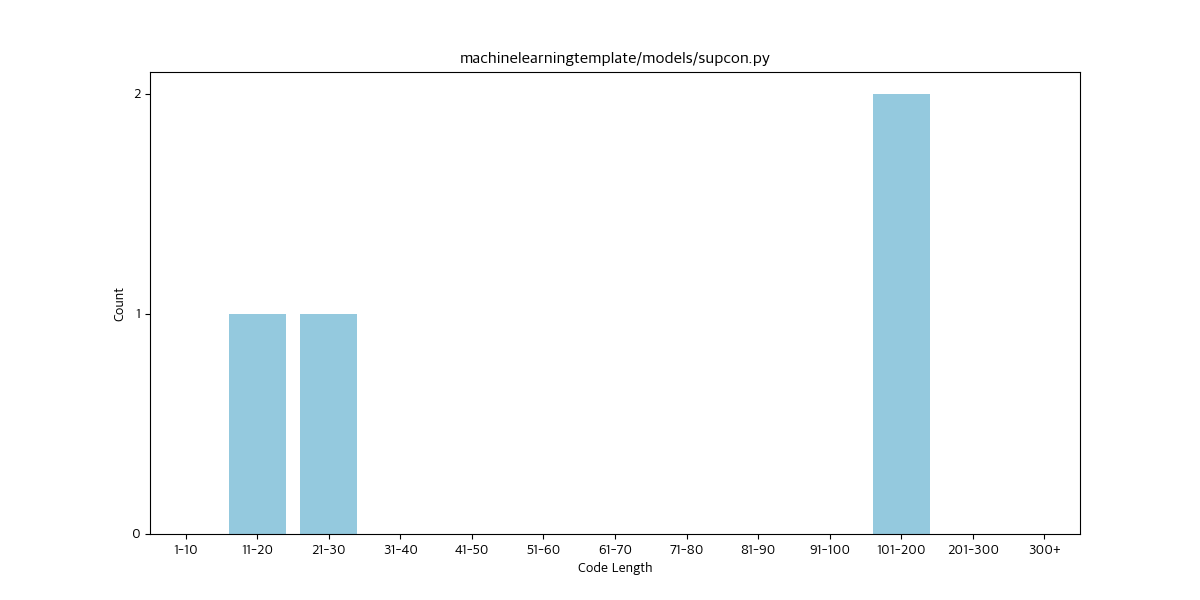 machinelearningtemplate/models/supcon.py
2
1
0
Count
1-10 11-20 21-30 31-40 41-50 51-60 61-70 71-80 81-90 91-100 101-200 201-300 300+
Code Length